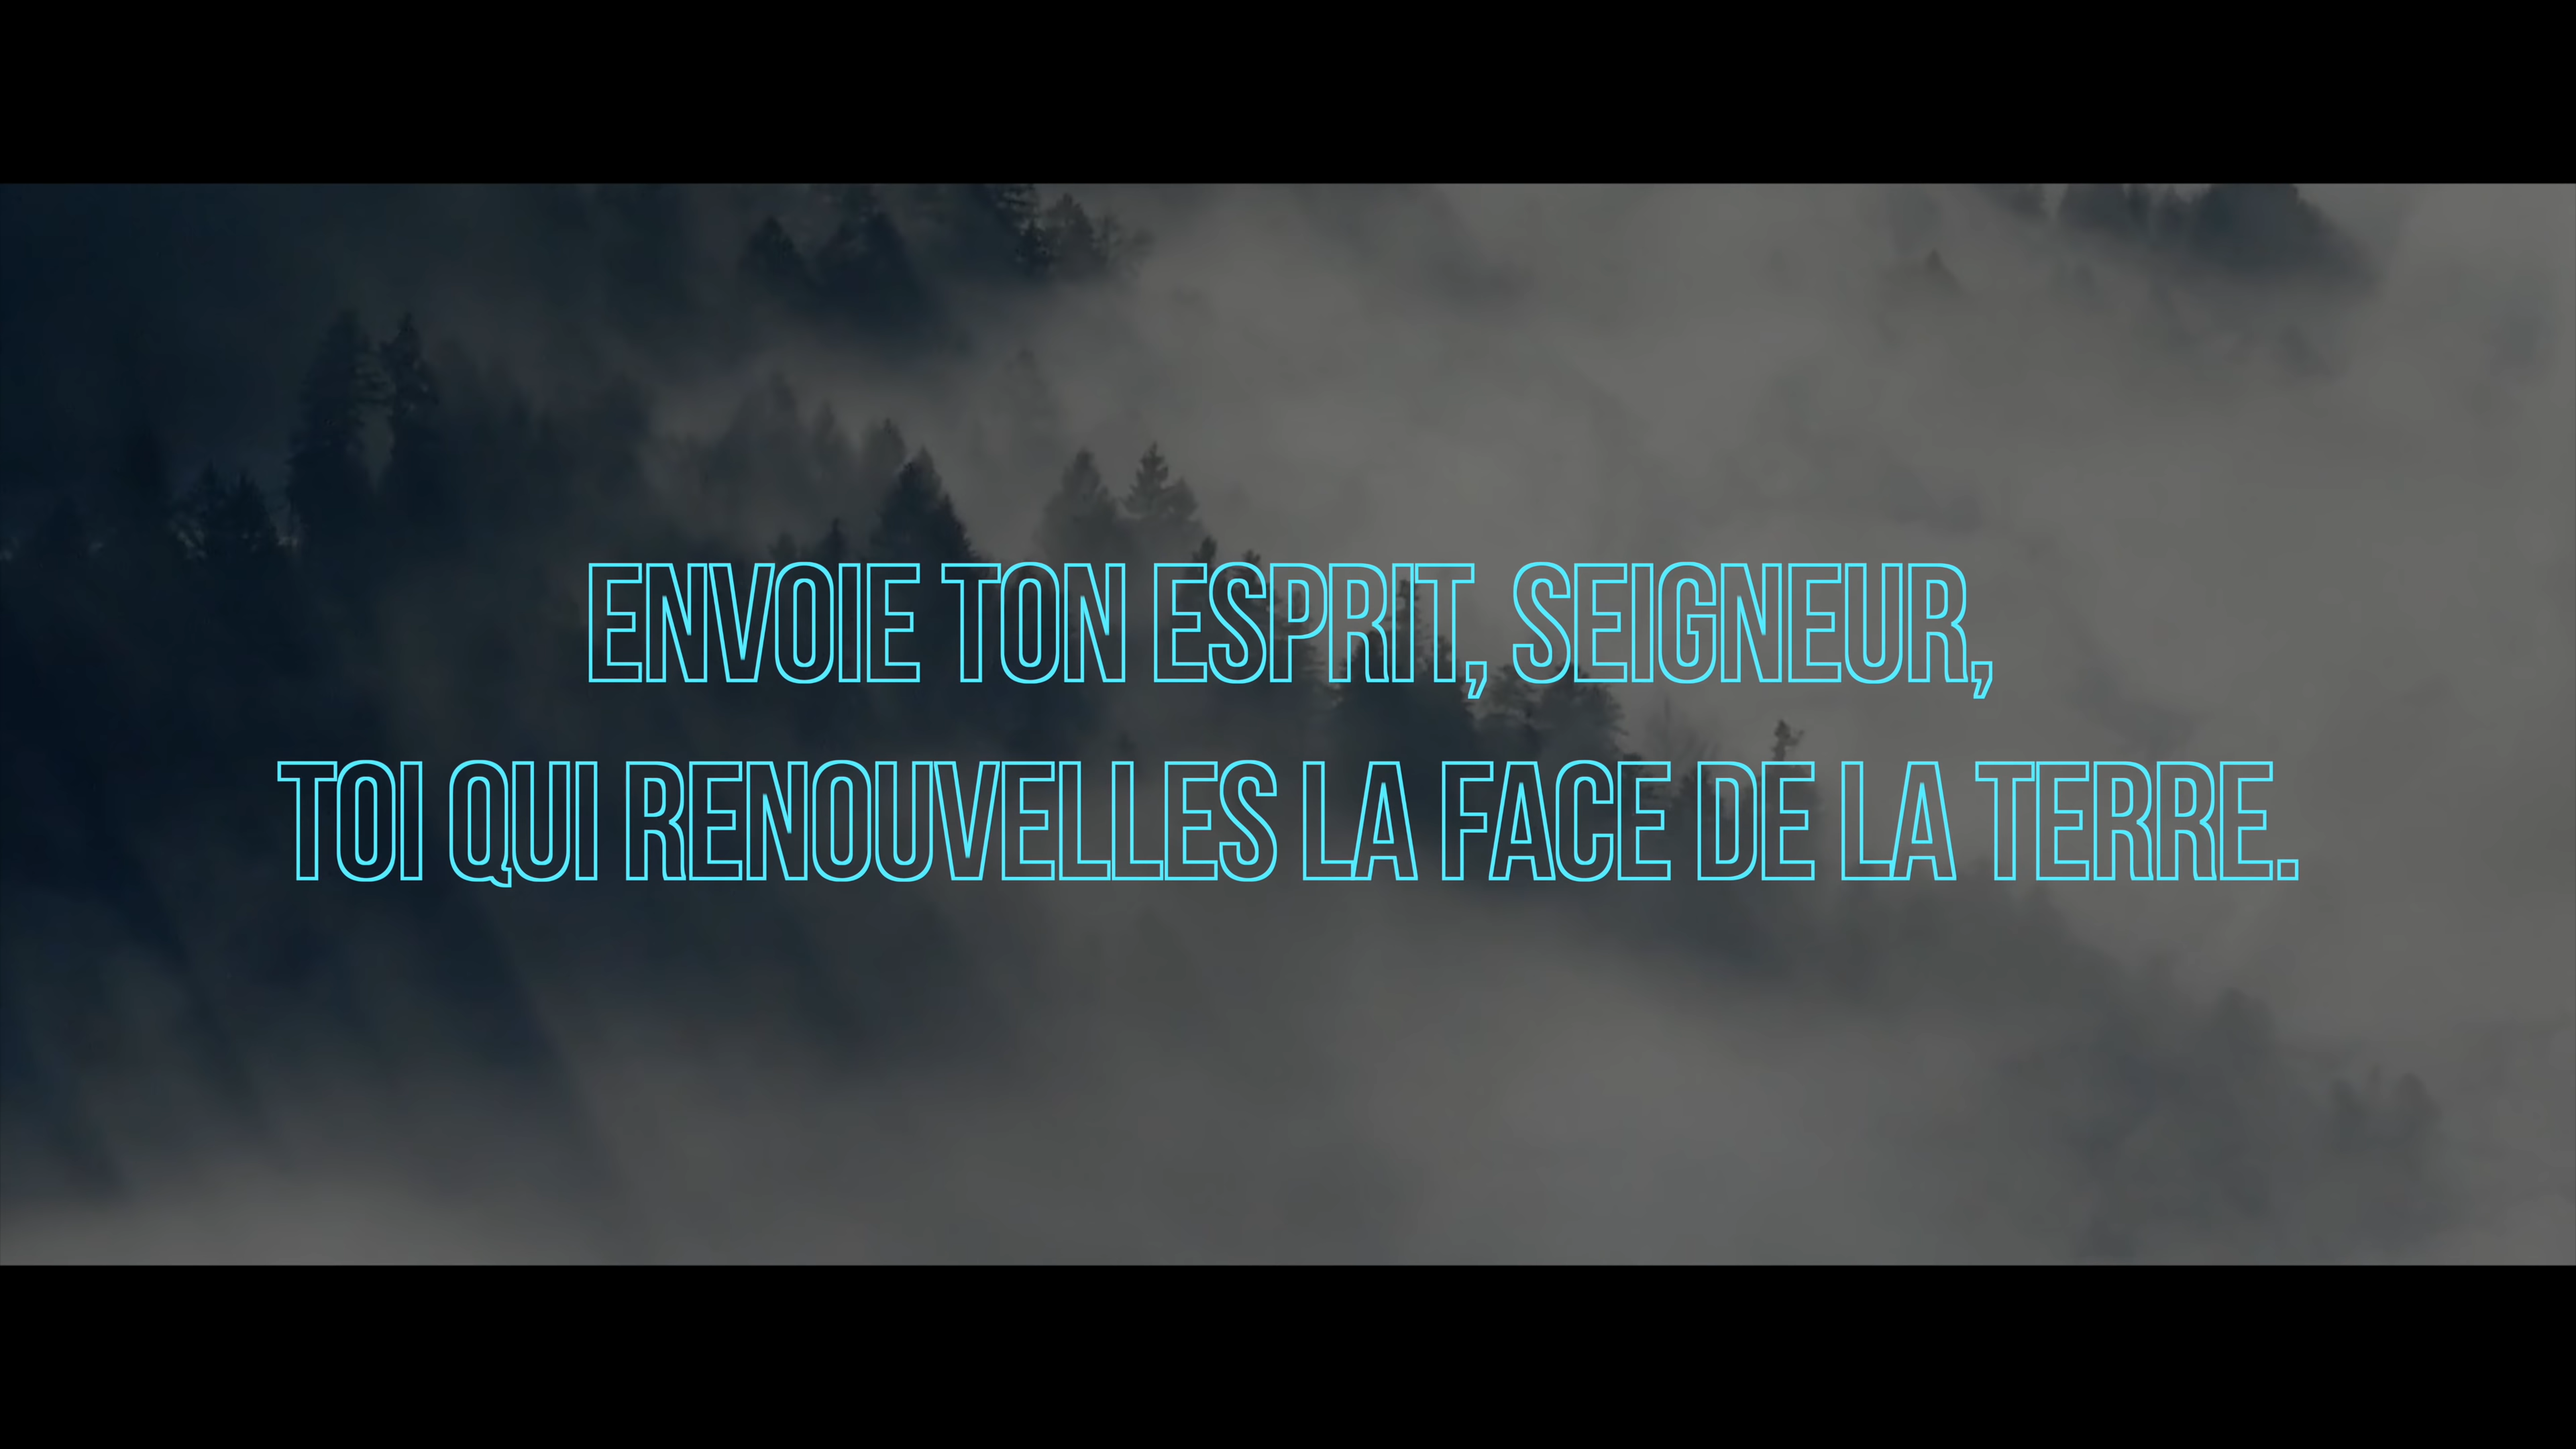 ENVOIE TON ESPRIT, SEIGNEUR,
TOI QUI RENOUVELLES LA FACE DE LA TERRE.